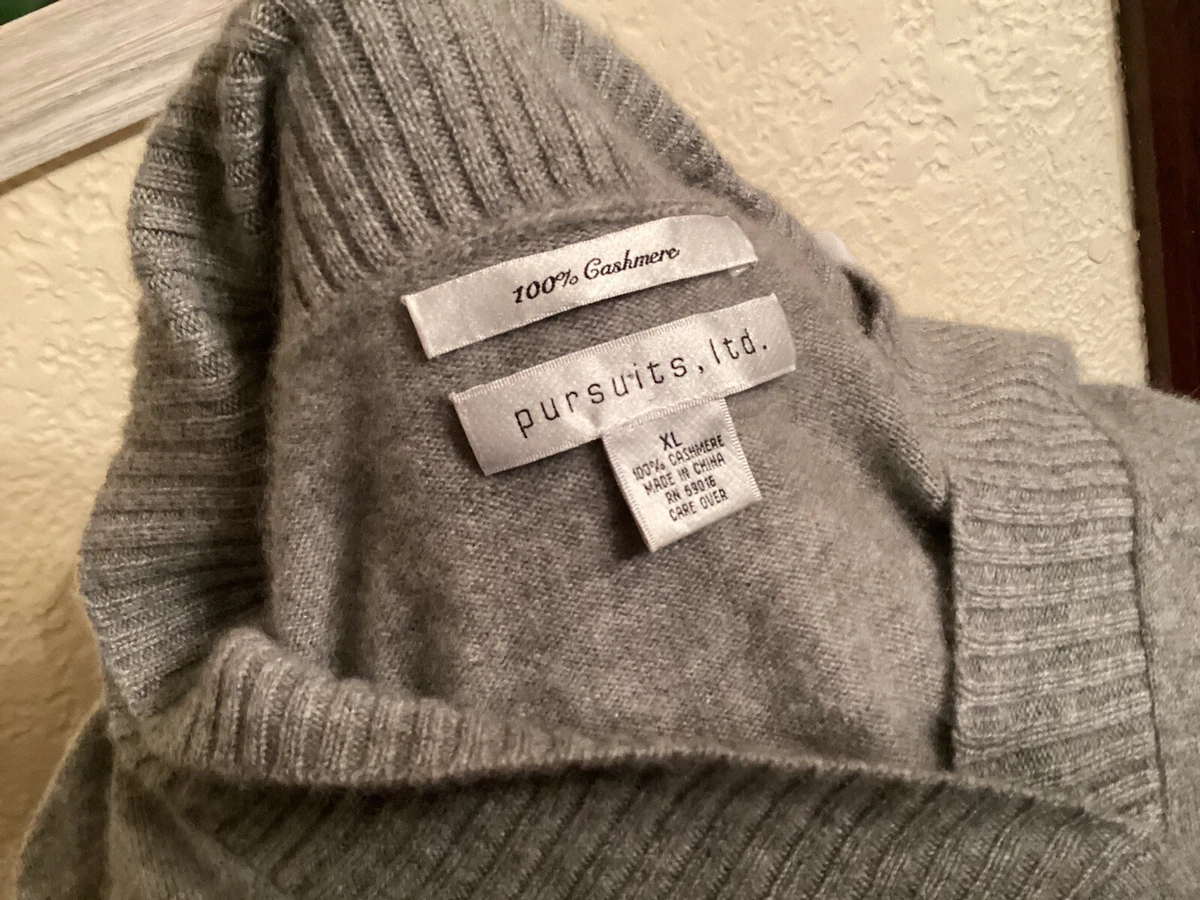 100% Cashmere
pursuits, ltd.
XL
100% CASHMERE
MADE IN CHINA
RN 69016
CARE OVER